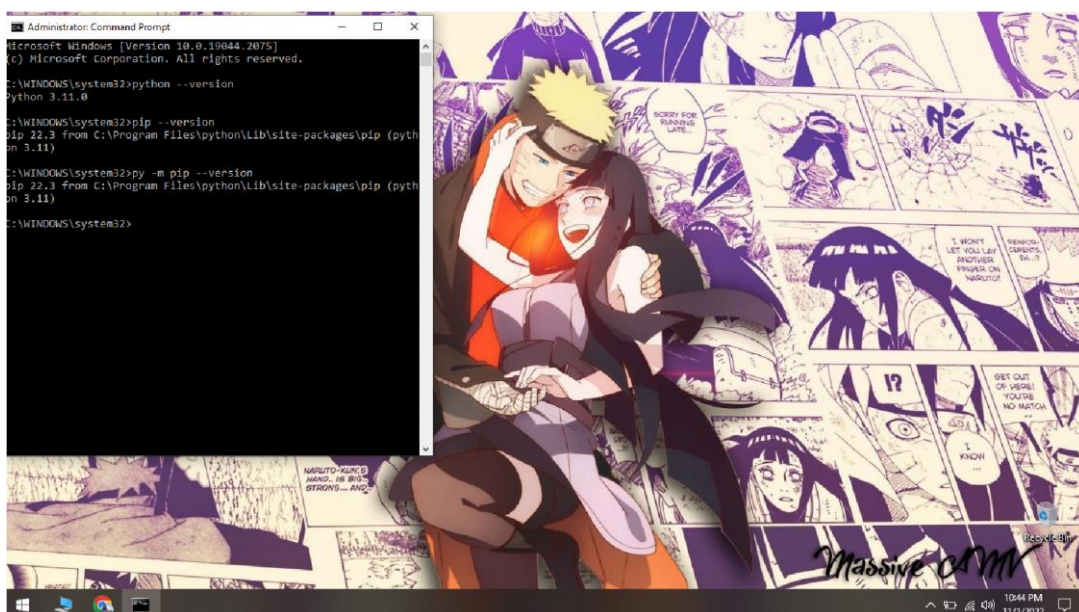 Administrator: Command Prompt
Microsoft Windows [Version 10.0.19044.2075]
(c) Microsoft Corporation. All rights reserved.
C:\WINDOWS\system32>python --version
Python 3.11.0
C:\WINDOWS\system32>pip --version
pip 22.3 from C:\Program Files\python\Lib\site-packages\pip (pyth
on 3.11)
C:\WINDOWS\system32>py -m pip --version
pip 22.3 from C:\Program Files\python\Lib\site-packages\pip (pyth
on 3.11)
C:\WINDOWS\system32>
SORRY FOR
RUNNING
LATE...
I WON'T
LET YOU LAY
ANOTHER
FINGER ON
NARUTO!
REINFOR-
CEMENTS,
EH..?
!?
GET OUT
OF HERE!
YOU'RE
NO MATCH
...
I
KNOW
...
NARUTO-KUN'S
HAND.. IS BIG..
STRONG... AND..
Recycle Bin
Massive AMV
10:44 PM